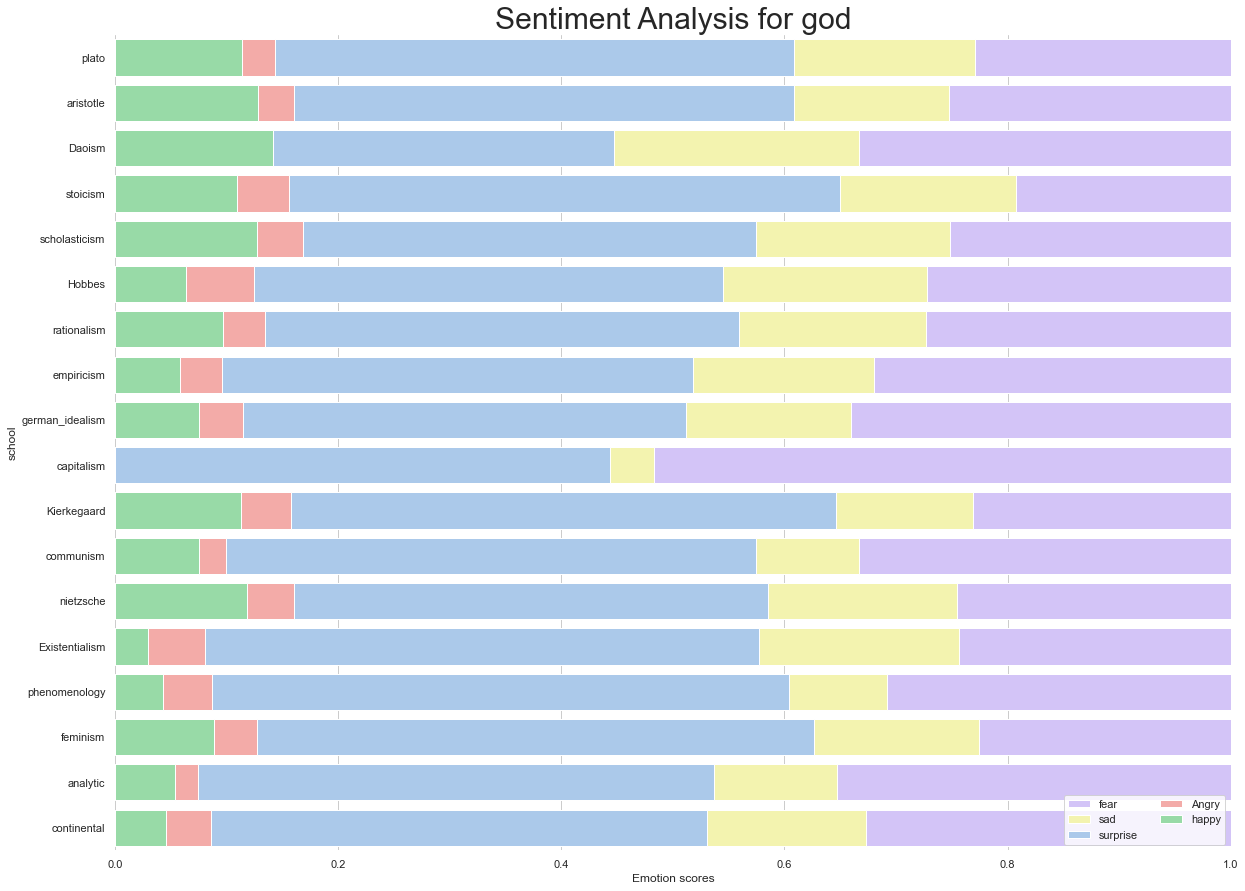 Sentiment Analysis for god
plato
aristotle
Daoism
stoicism
scholasticism
Hobbes
rationalism
empiricism
german_idealism
school
capitalism
Kierkegaard
communism
nietzsche
Existentialism
phenomenology
feminism
analytic
continental
fear Angry
sad happy
surprise
0.0 0.2 0.4 0.6 0.8 1.0
Emotion scores